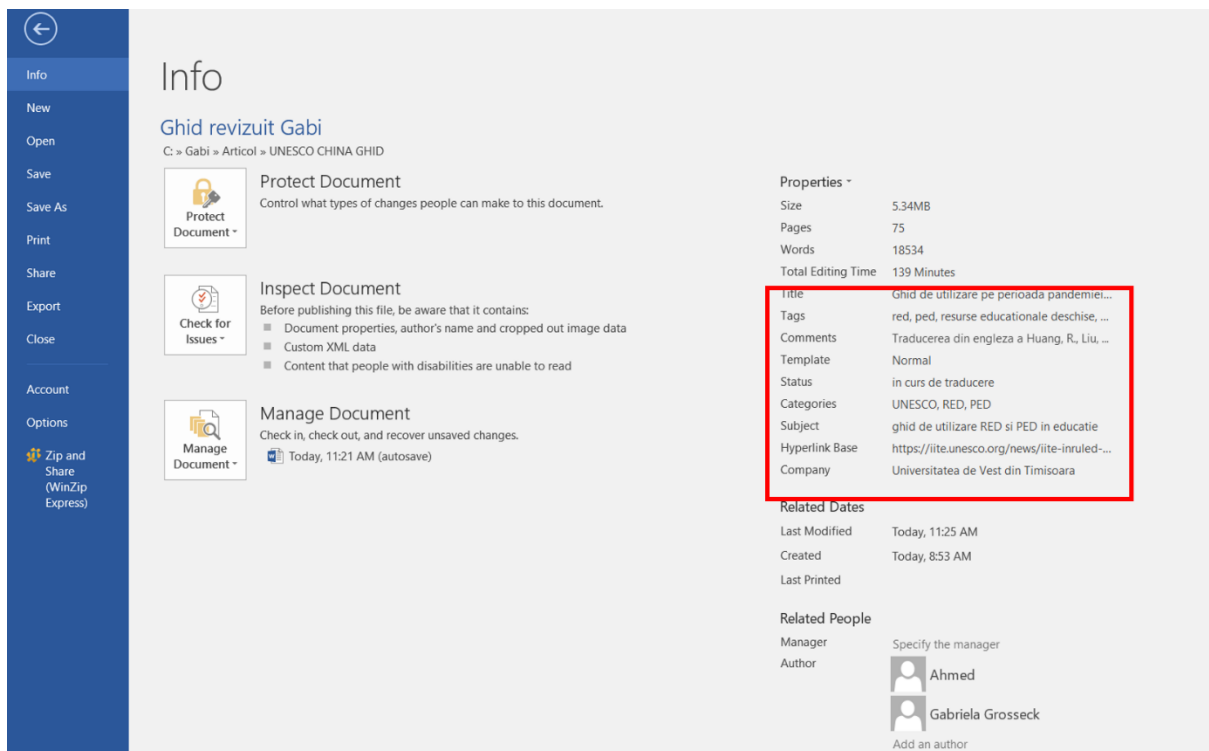 Info
New
Open
Save
Save As
Print
Share
Export
Close
Account
Options
Zip and
Share
(WinZip
Express)
Info
Ghid revizuit Gabi
C: » Gabi » Articol » UNESCO CHINA GHID
Protect
Document
Protect Document
Control what types of changes people can make to this document.
Check for
Issues
Inspect Document
Before publishing this file, be aware that it contains:
Document properties, author's name and cropped out image data
Custom XML data
Content that people with disabilities are unable to read
Manage
Document
Manage Document
Check in, check out, and recover unsaved changes.
Today, 11:21 AM (autosave)
Properties
Size 5.34MB
Pages 75
Words 18534
Total Editing Time 139 Minutes
Title Ghid de utilizare pe perioada pandemiei...
Tags red, ped, resurse educationale deschise, ...
Comments Traducerea din engleza a Huang, R., Liu, ...
Template Normal
Status in curs de traducere
Categories UNESCO, RED, PED
Subject ghid de utilizare RED si PED in educatie
Hyperlink Base https://iite.unesco.org/news/iite-inruled-...
Company Universitatea de Vest din Timisoara
Related Dates
Last Modified Today, 11:25 AM
Created Today, 8:53 AM
Last Printed
Related People
Manager Specify the manager
Author Ahmed
Gabriela Grosseck
Add an author